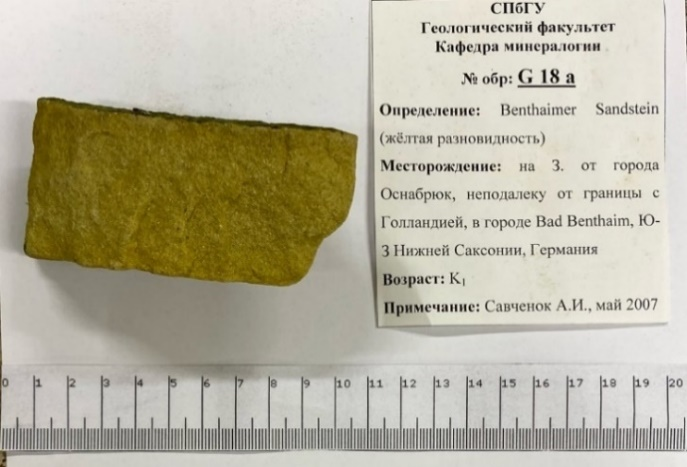 СПбГУ
Геологический факультет
Кафедра минералогии
№ обр: G 18 a
Определение: Benthaimer Sandstein
(жёлтая разновидность)
Месторождение: на З. от города
Оснабрюк, неподалеку от границы с
Голландией, в городе Bad Benthaim, Ю-
З Нижней Саксонии, Германия
Возраст: K₁
Примечание: Савченок А.И., май 2007
0 1 2 3 4 5 6 7 8 9 10 11 12 13 14 15 16 17 18 19 20